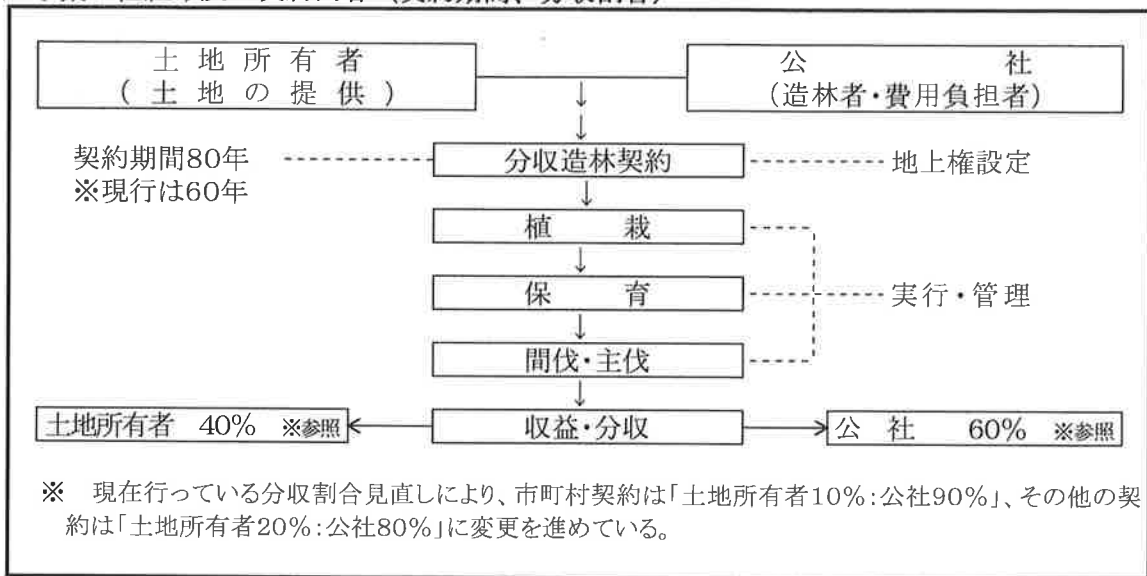 土地所有者
(土地の提供)
公社
(造林者・費用負担者)
契約期間80年
※現行は60年
分収造林契約
地上権設定
植栽
保育
実行・管理
間伐・主伐
土地所有者 40% ※参照
収益・分収
公社 60% ※参照
※ 現在行っている分収割合見直しにより、市町村契約は「土地所有者10%:公社90%」、その他の契
約は「土地所有者20%:公社80%」に変更を進めている。